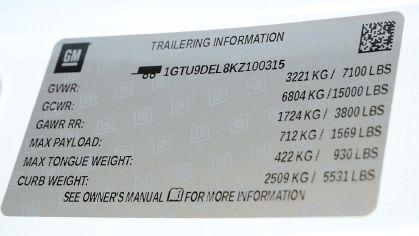 GM
TRAILERING INFORMATION
1GTU9DEL8KZ100315
GVWR: 3221 KG / 7100 LBS
GCWR: 6804 KG /15000 LBS
GAWR RR: 1724 KG / 3800 LBS
MAX PAYLOAD: 712 KG / 1569 LBS
MAX TONGUE WEIGHT: 422 KG / 930 LBS
CURB WEIGHT: 2509 KG / 5531 LBS
SEE OWNER'S MANUAL FOR MORE INFORMATION